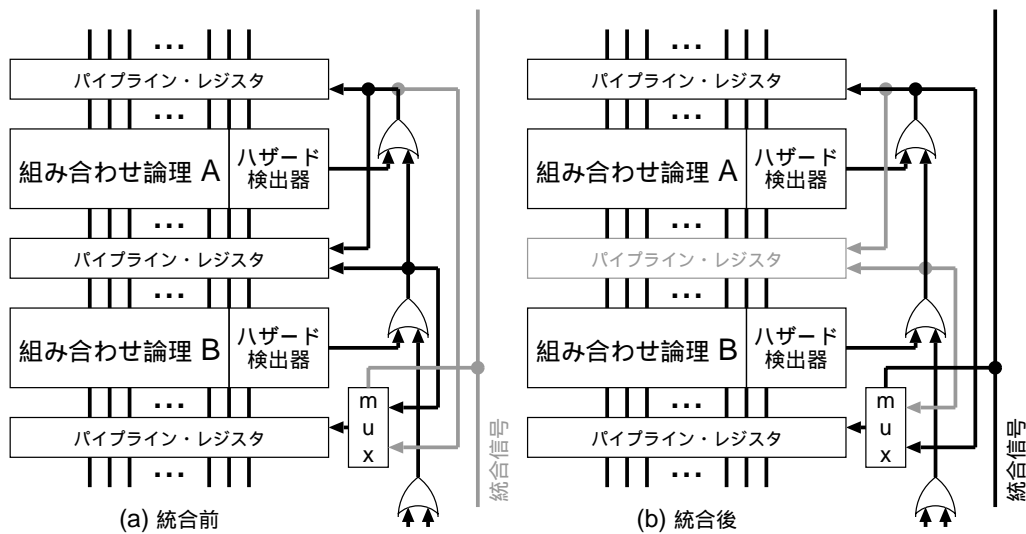 ...
パイプライン・レジスタ
...
組み合わせ論理 A
ハザード
検出器
...
パイプライン・レジスタ
...
組み合わせ論理 B
ハザード
検出器
...
パイプライン・レジスタ
...
m
u
x
統合信号
(a) 統合前
...
パイプライン・レジスタ
...
組み合わせ論理 A
ハザード
検出器
...
パイプライン・レジスタ
...
組み合わせ論理 B
ハザード
検出器
...
パイプライン・レジスタ
...
m
u
x
統合信号
(b) 統合後